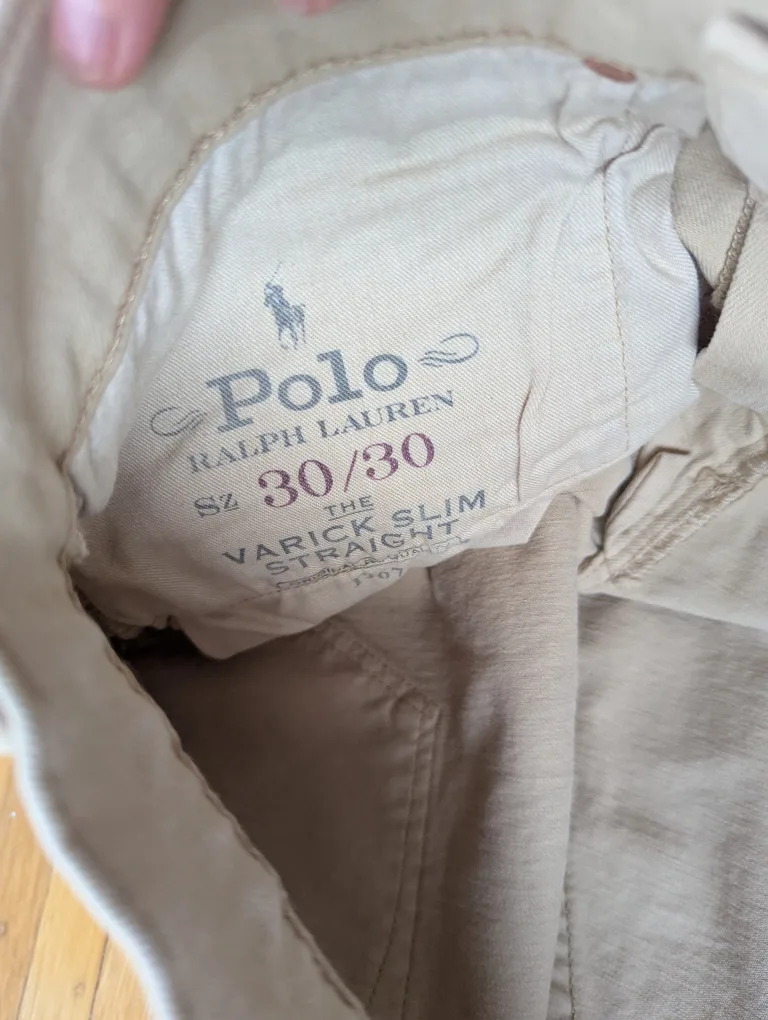 Polo
RALPH LAUREN
Sz 30/30
THE
VARICK SLIM
STRAIGHT